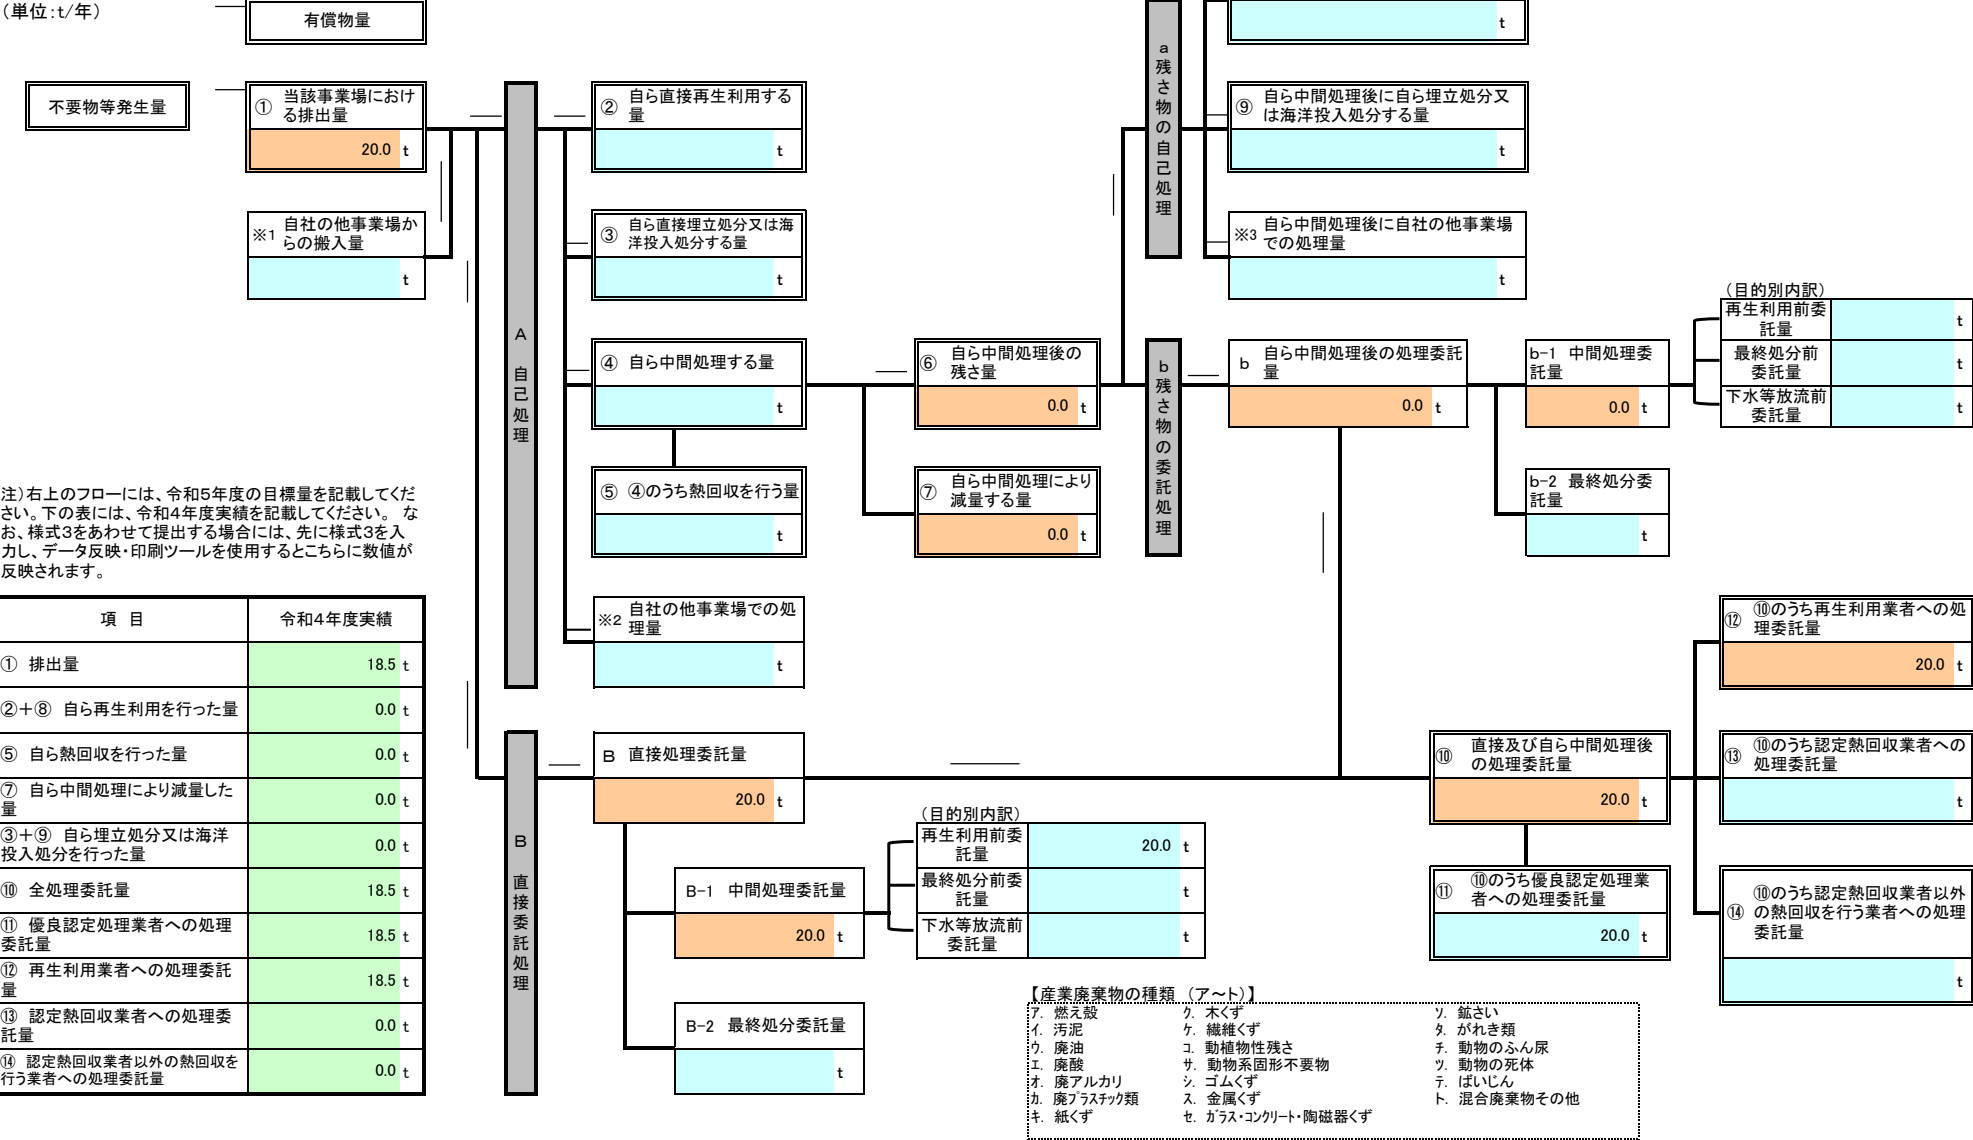 （単位：t/年）
有償物量
t
不要物等発生量
① 当該事業場におけ
る排出量
20.0 t
※1 自社の他事業場か
らの搬入量
t
A 自己処理
② 自ら直接再生利用する
量
t
③ 自ら直接埋立処分又は海
洋投入処分する量
t
④ 自ら中間処理する量
t
⑤ ④のうち熱回収を行う量
t
※2 自社の他事業場での処
理量
t
⑥ 自ら中間処理後の
残さ量
0.0 t
⑦ 自ら中間処理により
減量する量
0.0 t
a 残さ物の自己処理
⑨ 自ら中間処理後に自ら埋立処分又
は海洋投入処分する量
t
※3 自ら中間処理後に自社の他事業場
での処理量
t
b 残さ物の委託処理
b 自ら中間処理後の処理委託
量
0.0 t
b-1 中間処理委
託量
0.0 t
（目的別内訳）
再生利用前委
託量
t
最終処分前
委託量
t
下水等放流前
委託量
t
b-2 最終処分委
託量
t
注）右上のフローには、令和５年度の目標量を記載してくだ
さい。下の表には、令和４年度実績を記載してください。 な
お、様式３をあわせて提出する場合には、先に様式３を入
力し、データ反映・印刷ツールを使用するとこちらに数値が
反映されます。
項 目 令和４年度実績
① 排出量 18.5 t
②＋⑧ 自ら再生利用を行った量 0.0 t
⑤ 自ら熱回収を行った量 0.0 t
⑦ 自ら中間処理により減量した
量 0.0 t
③＋⑨ 自ら埋立処分又は海洋
投入処分を行った量 0.0 t
⑩ 全処理委託量 18.5 t
⑪ 優良認定処理業者への処理
委託量 18.5 t
⑫ 再生利用業者への処理委託
量 18.5 t
⑬ 認定熱回収業者への処理委
託量 0.0 t
⑭ 認定熱回収業者以外の熱回収を
行う業者への処理委託量 0.0 t
B 直接委託処理
B 直接処理委託量
20.0 t
B-1 中間処理委託量
20.0 t
（目的別内訳）
再生利用前委
託量 20.0 t
最終処分前委
託量 t
下水等放流前
委託量 t
B-2 最終処分委託量
t
⑩ 直接及び自ら中間処理後
の処理委託量
20.0 t
⑪ ⑩のうち優良認定処理業
者への処理委託量
20.0 t
⑫ ⑩のうち再生利用業者への処
理委託量
20.0 t
⑬ ⑩のうち認定熱回収業者への
処理委託量
t
⑭ ⑩のうち認定熱回収業者以外
の熱回収を行う業者への処理
委託量
t
【産業廃棄物の種類 （ア～ト）】
ｱ. 燃え殻 ｸ. 木くず ｿ. 鉱さい
ｲ. 汚泥 ｹ. 繊維くず ﾀ. がれき類
ｳ. 廃油 ｺ. 動植物性残さ ﾁ. 動物のふん尿
ｴ. 廃酸 ｻ. 動物系固形不要物 ﾂ. 動物の死体
ｵ. 廃アルカリ ｼ. ゴムくず ﾃ. ばいじん
ｶ. 廃ﾌﾟﾗｽﾁｯｸ類 ｽ. 金属くず ﾄ. 混合廃棄物その他
ｷ. 紙くず ｾ. ｶﾞﾗｽ・ｺﾝｸﾘｰﾄ・陶磁器くず